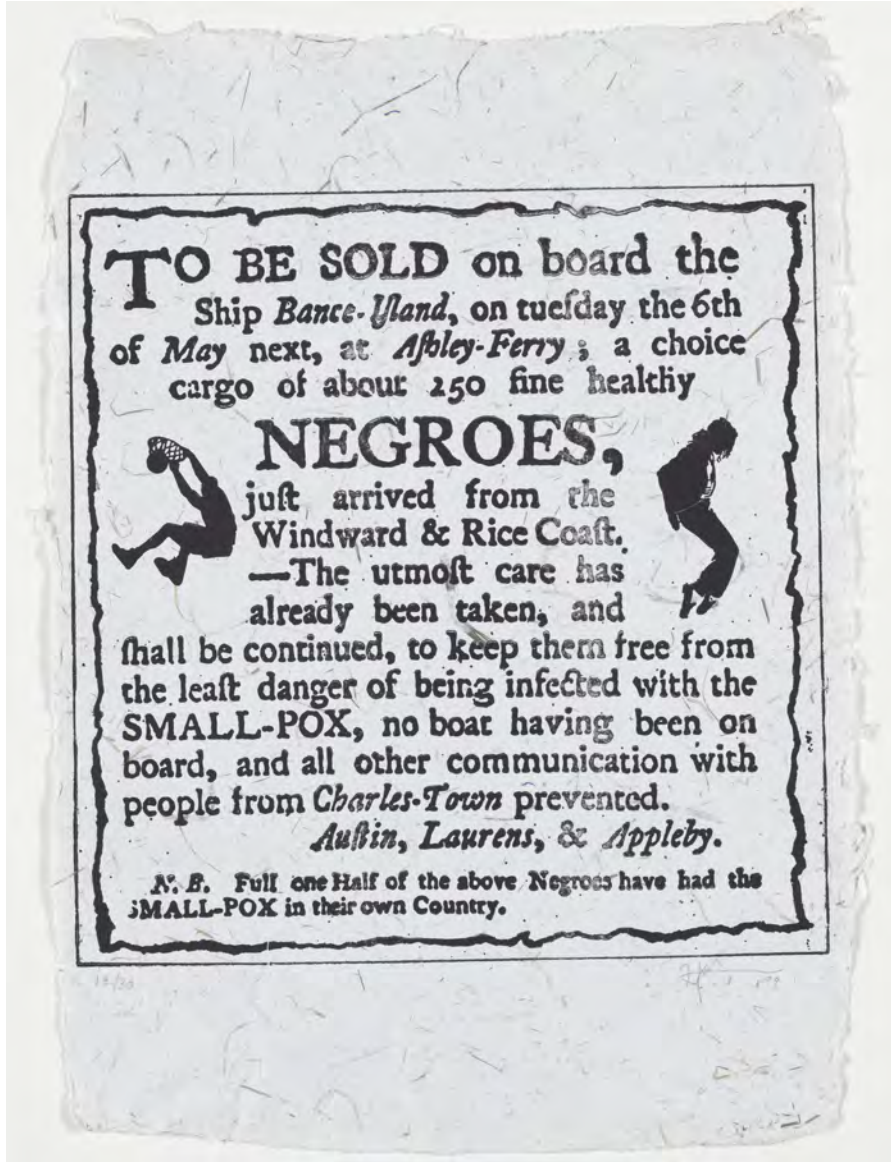 TO BE SOLD on board the
Ship Bance-Yſland, on tueſday the 6th
of May next, at Aſhley-Ferry; a choice
cargo of about 250 fine healthy
NEGROES,
juſt arrived from the
Windward & Rice Coaſt.
—The utmoſt care has
already been taken, and
ſhall be continued, to keep them free from
the leaſt danger of being infected with the
SMALL-POX, no boat having been on
board, and all other communication with
people from Charles-Town prevented.
Auſtin, Laurens, & Appleby.
N. B. Full one Half of the above Negroes have had the
SMALL-POX in their own Country.